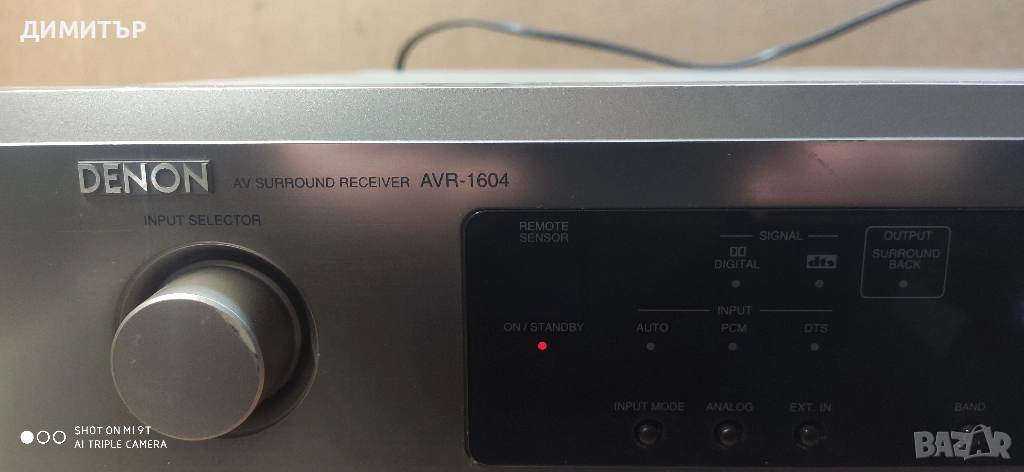 ДИМИТЪР
DENON AV SURROUND RECEIVER AVR-1604
INPUT SELECTOR
REMOTE SENSOR
SIGNAL
DIGITAL
dts
OUTPUT
SURROUND BACK
INPUT
ON / STANDBY
AUTO
PCM
DTS
INPUT MODE
ANALOG
EXT. IN
BAND
SHOT ON MI 9T
AI TRIPLE CAMERA
BAZAR.bg